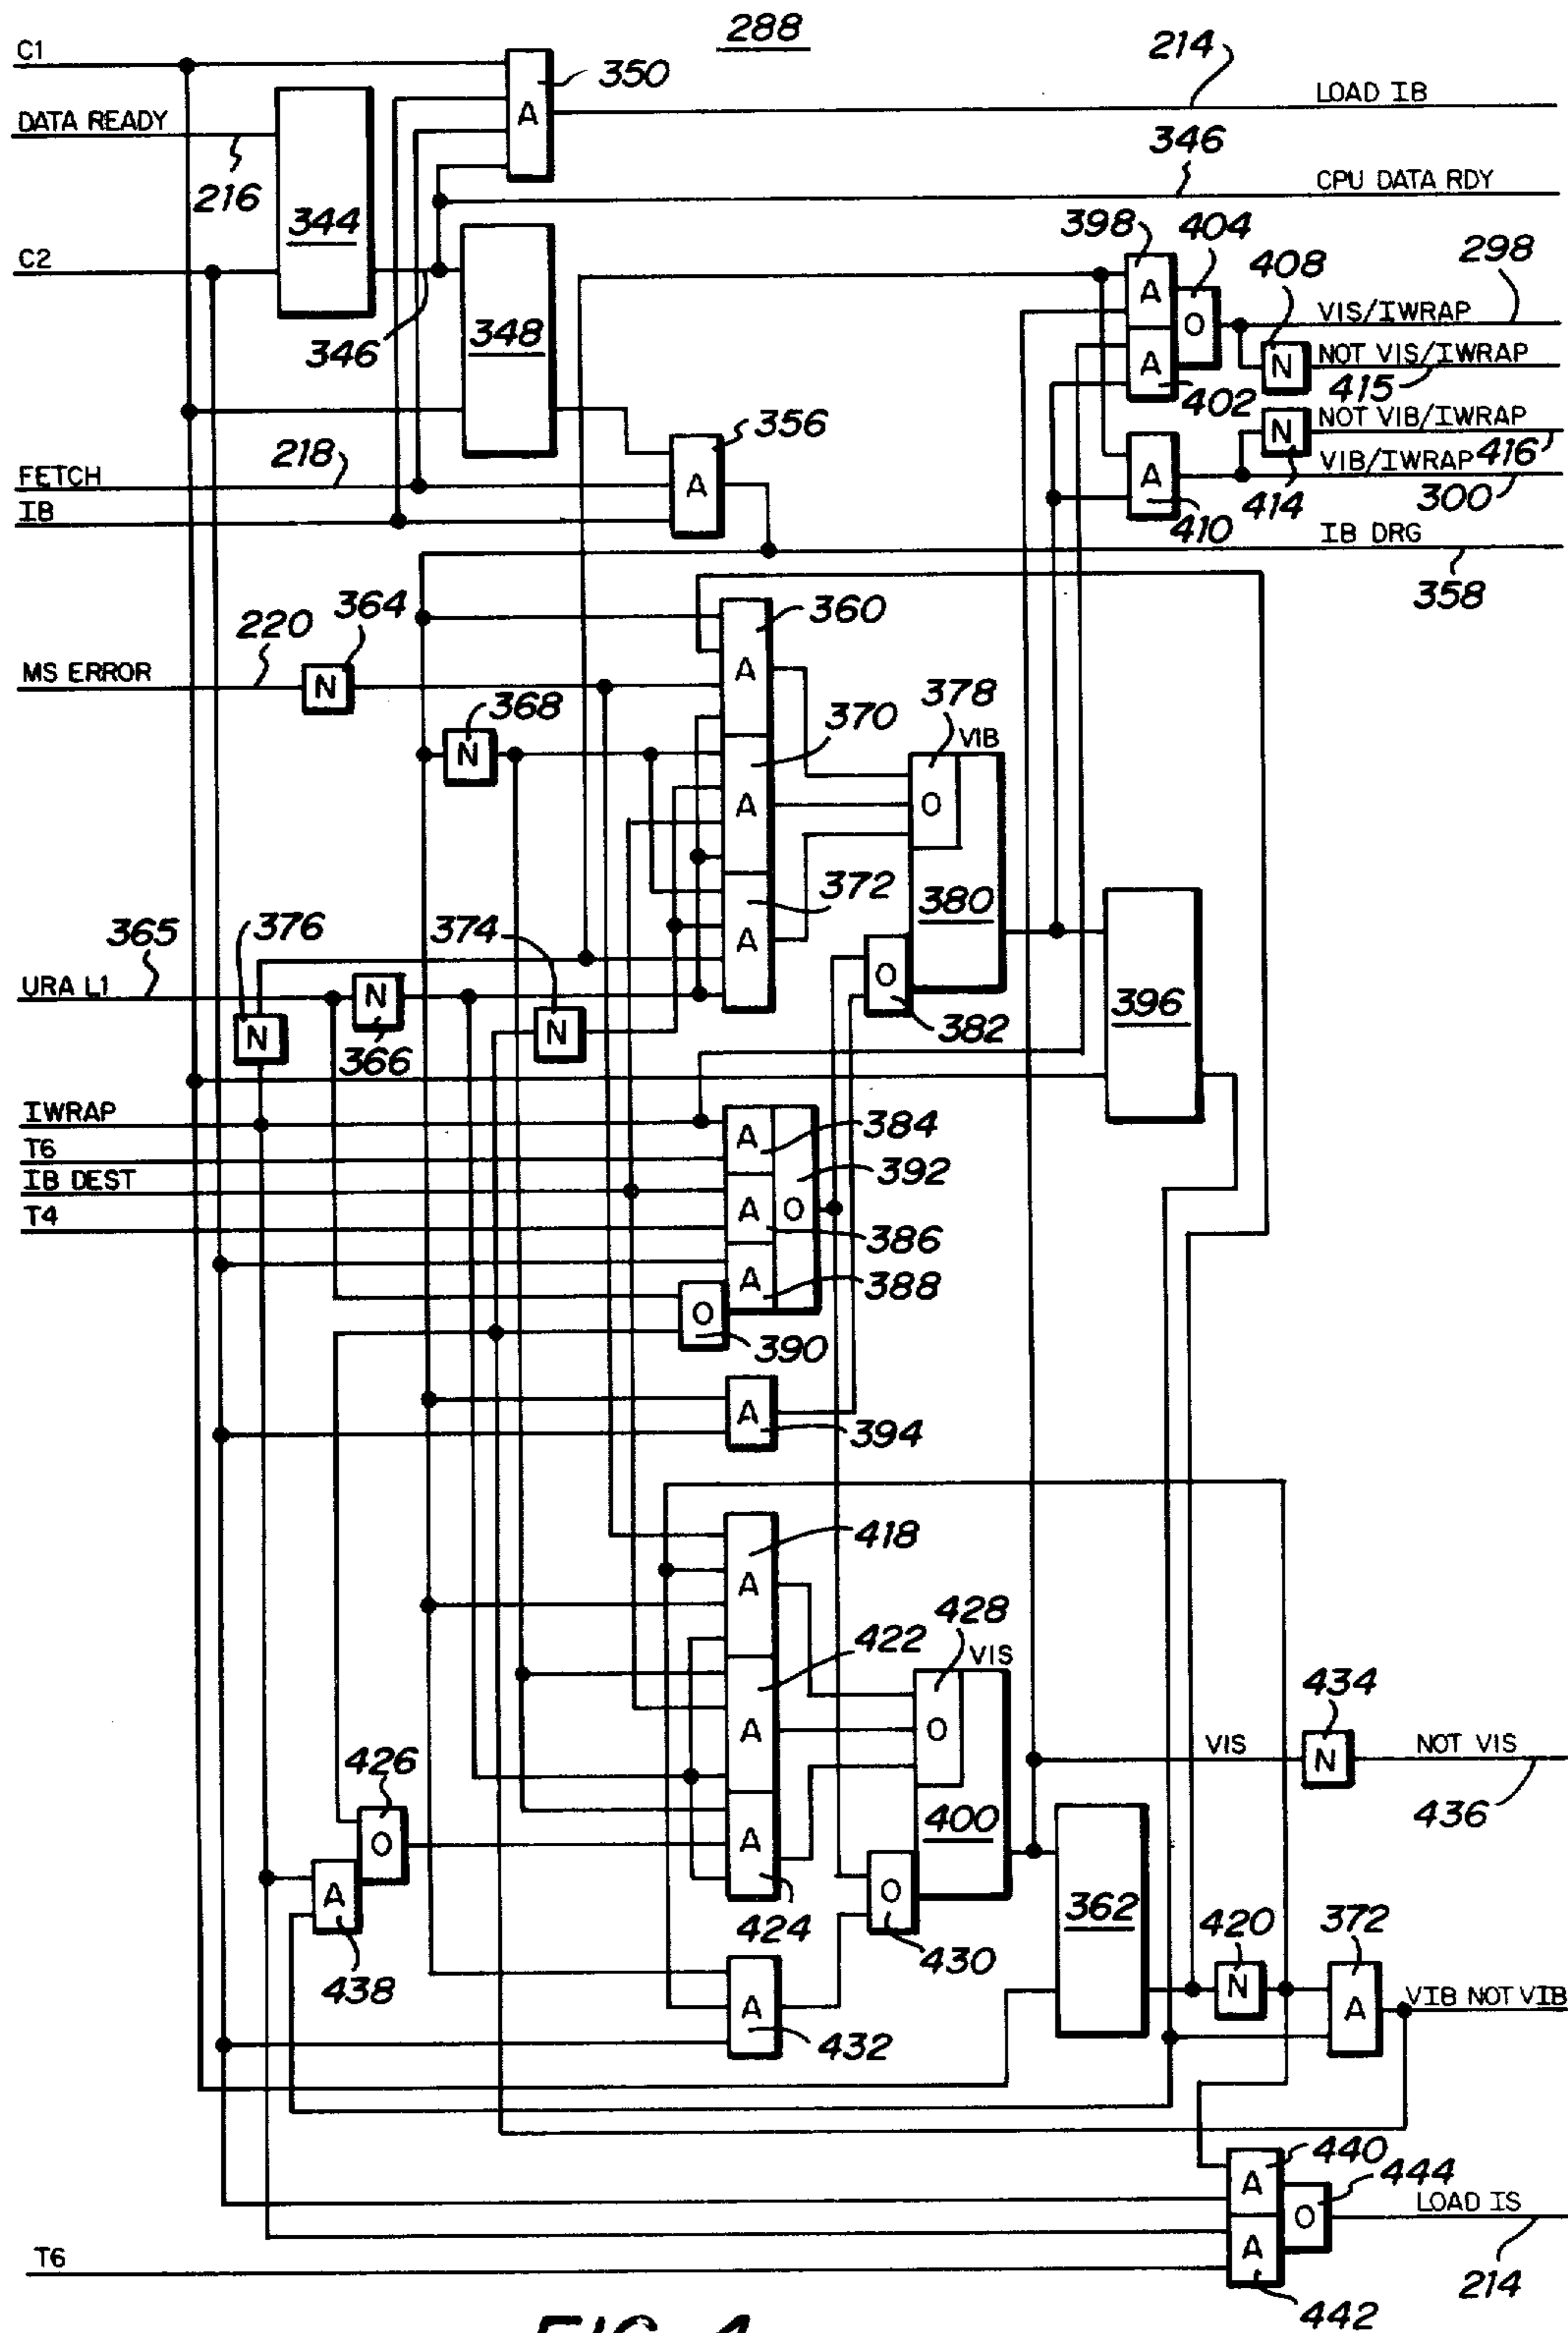 288
C1
350
214
LOAD IB
DATA READY
216
344
346
CPU DATA RDY
A
C2
346
348
398
404
408
298
A
O
VIS/IWRAP
N
NOT VIS/IWRAP
415
A
402
356
NOT VIB/IWRAP
416
N
VIB/IWRAP
300
FETCH
218
A
A
414
IB
410
IB DRG
358
364
360
220
MS ERROR
N
A
368
378
370
VIB
N
A
O
372
380
365
376
374
A
URA L1
N
O
396
N
366
N
382
IWRAP
A
384
T6
392
IB DEST
A
O
T4
386
A
388
O
390
A
394
418
A
428
422
VIS
434
A
O
VIS
N
NOT VIS
436
426
O
A
400
A
438
424
O
430
362
420
372
N
A
VIB NOT VIB
A
432
440
444
A
O
LOAD IS
T6
A
214
442
FIG. 4